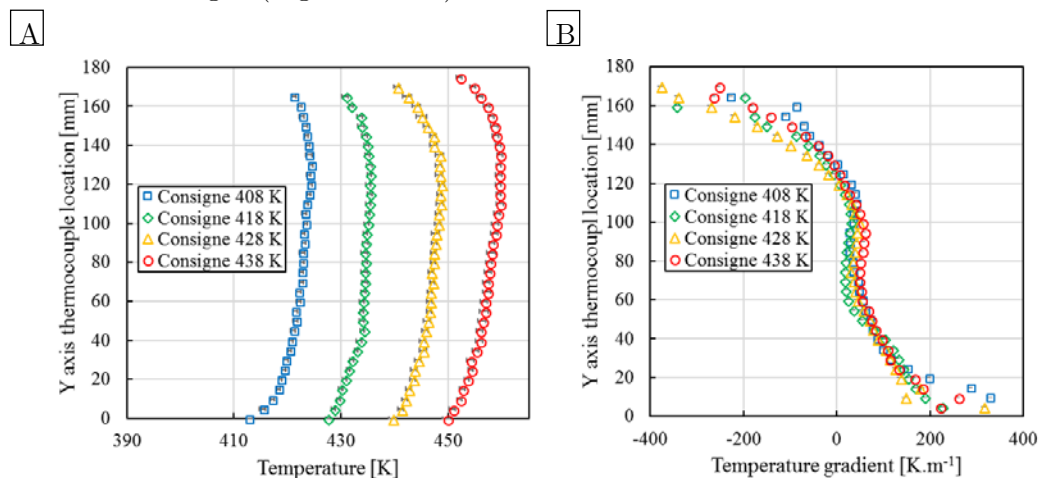 A
Y axis thermocouple location [mm]
180
160
140
120
100
80
60
40
20
0
Consigne 408 K
Consigne 418 K
Consigne 428 K
Consigne 438 K
390
410
430
450
Temperature [K]
B
Y axis thermocoupl location [mm]
180
160
140
120
100
80
60
40
20
0
Consigne 408 K
Consigne 418 K
Consigne 428 K
Consigne 438 K
-400
-200
0
200
400
Temperature gradient [K.m⁻¹]